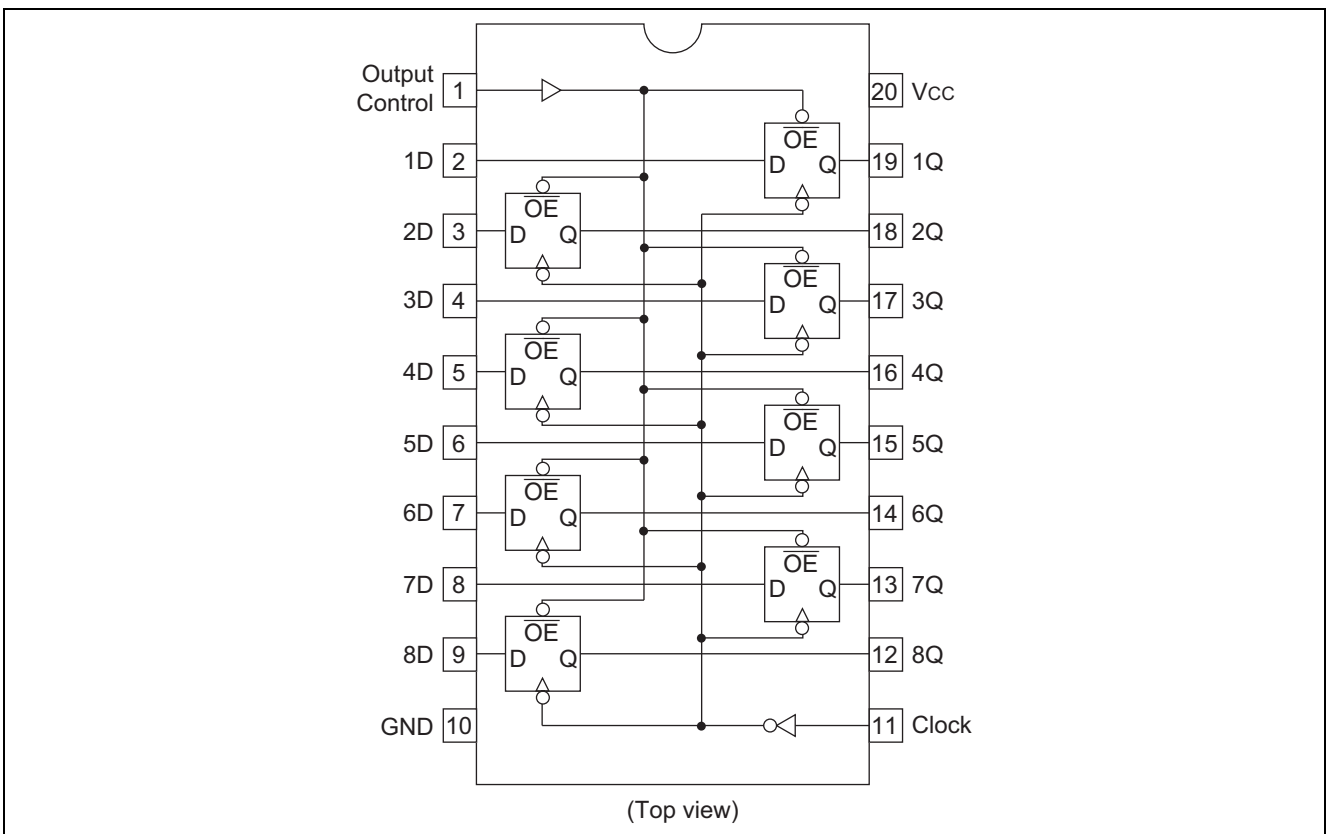 Output
Control 1
20 Vcc
OE
1D 2
D Q
19 1Q
OE
2D 3
D Q
18 2Q
OE
3D 4
D Q
17 3Q
OE
4D 5
D Q
16 4Q
OE
5D 6
D Q
15 5Q
OE
6D 7
D Q
14 6Q
OE
7D 8
D Q
13 7Q
OE
8D 9
D Q
12 8Q
GND 10
11 Clock
(Top view)